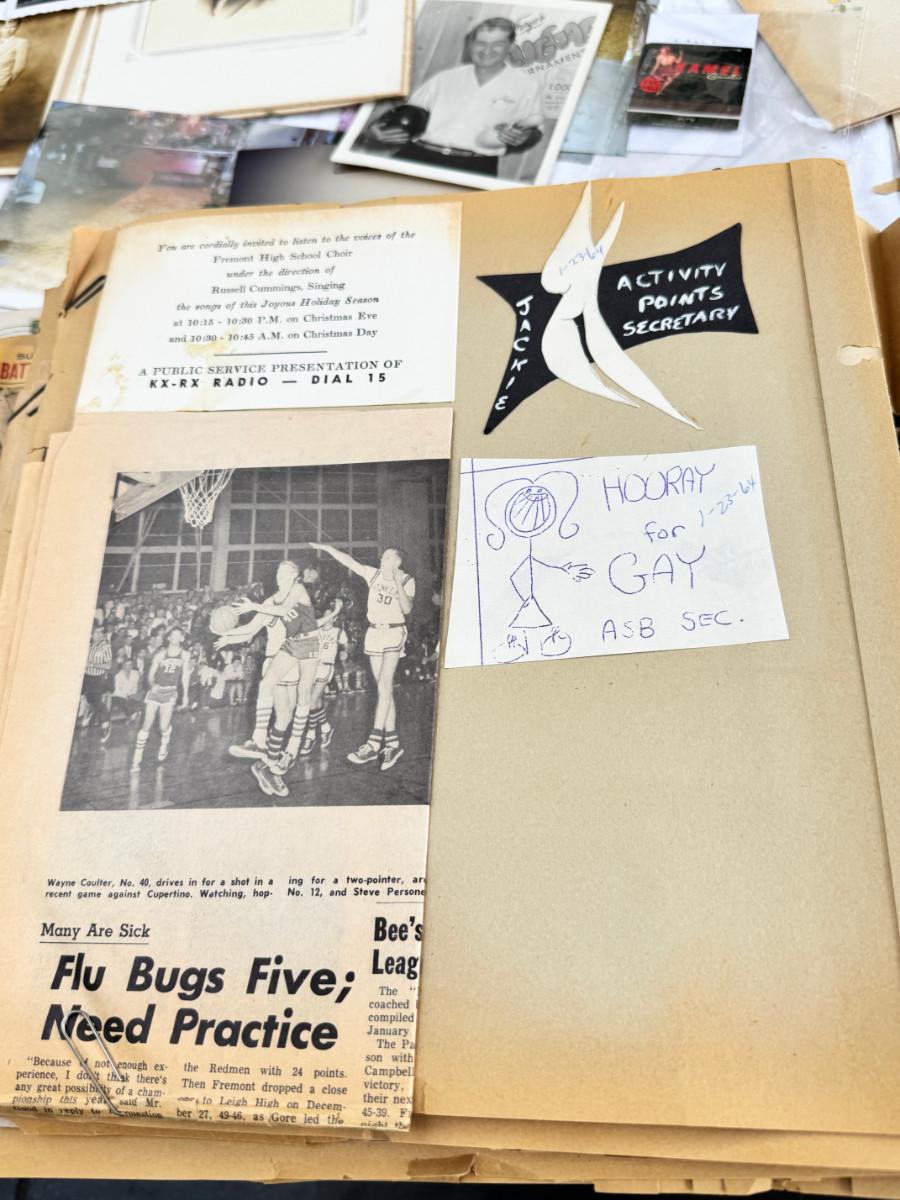 You are cordially invited to listen to the voices of the
Fremont High School Choir
under the direction of
Russell Cummings, Singing
the songs of this Joyous Holiday Season
at 10:15 - 10:30 P.M. on Christmas Eve
and 10:30 - 10:45 A.M. on Christmas Day
A PUBLIC SERVICE PRESENTATION OF
KX-RX RADIO — DIAL 15
1-23-64
JACKIE
ACTIVITY
POINTS
SECRETARY
HOORAY
1-23-64
for
GAY
ASB SEC.
30
12
Wayne Coulter, No. 40, drives in for a shot in a
recent game against Cupertino. Watching, hop-
ing for a two-pointer, are
No. 12, and Steve Persone
Many Are Sick
Flu Bugs Five;
Need Practice
"Because of not enough ex-
perience, I don't think there's
any great possibility of a cham-
pionship this year," said Mr.
in reply to
the Redmen with 24 points.
Then Fremont dropped a close
one to Leigh High on Decem-
ber 27, 49-46, as Gore led the
Bee's
Leag
The "
coached
compiled
January
The Pa
son with
Campbell
victory,
their nex
45-39. F
CAMEL
BAT